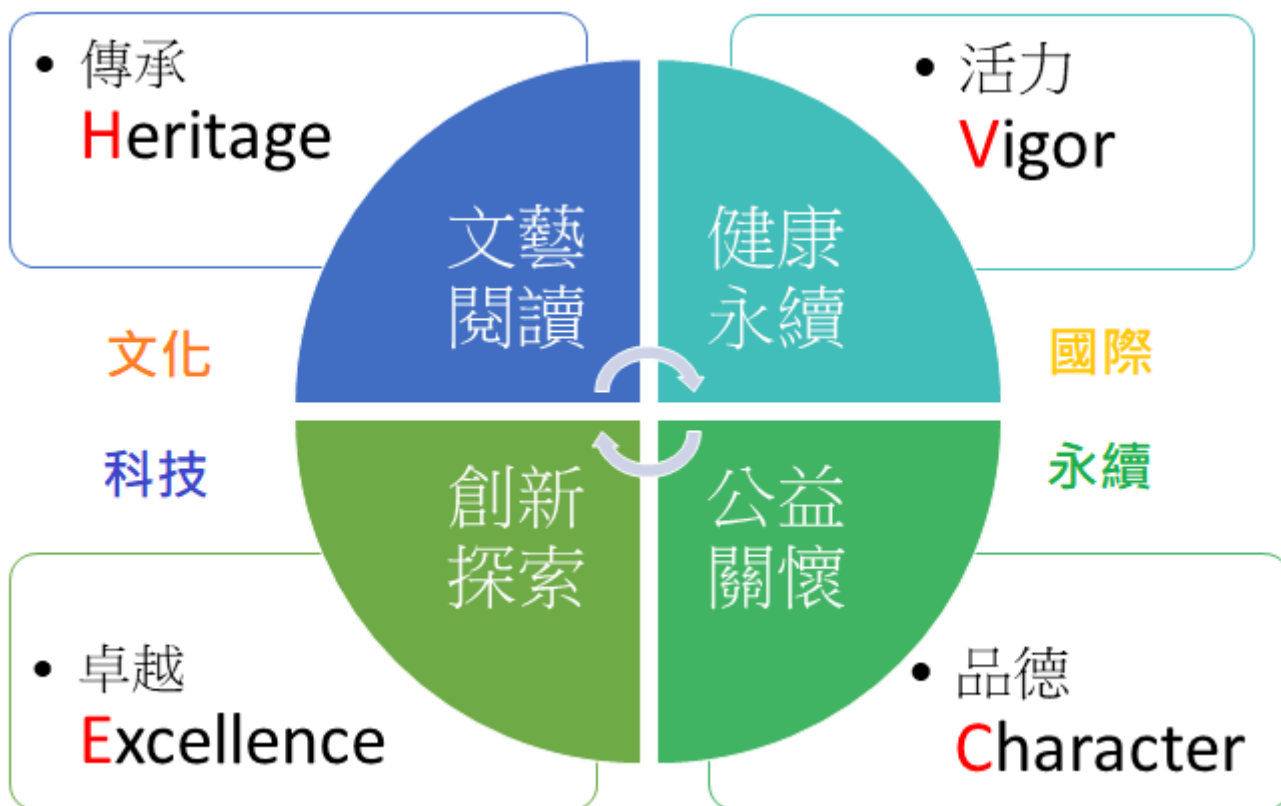 傳承
Heritage
活力
Vigor
文藝
閱讀
健康
永續
文化
國際
科技
永續
創新
探索
公益
關懷
卓越
Excellence
品德
Character